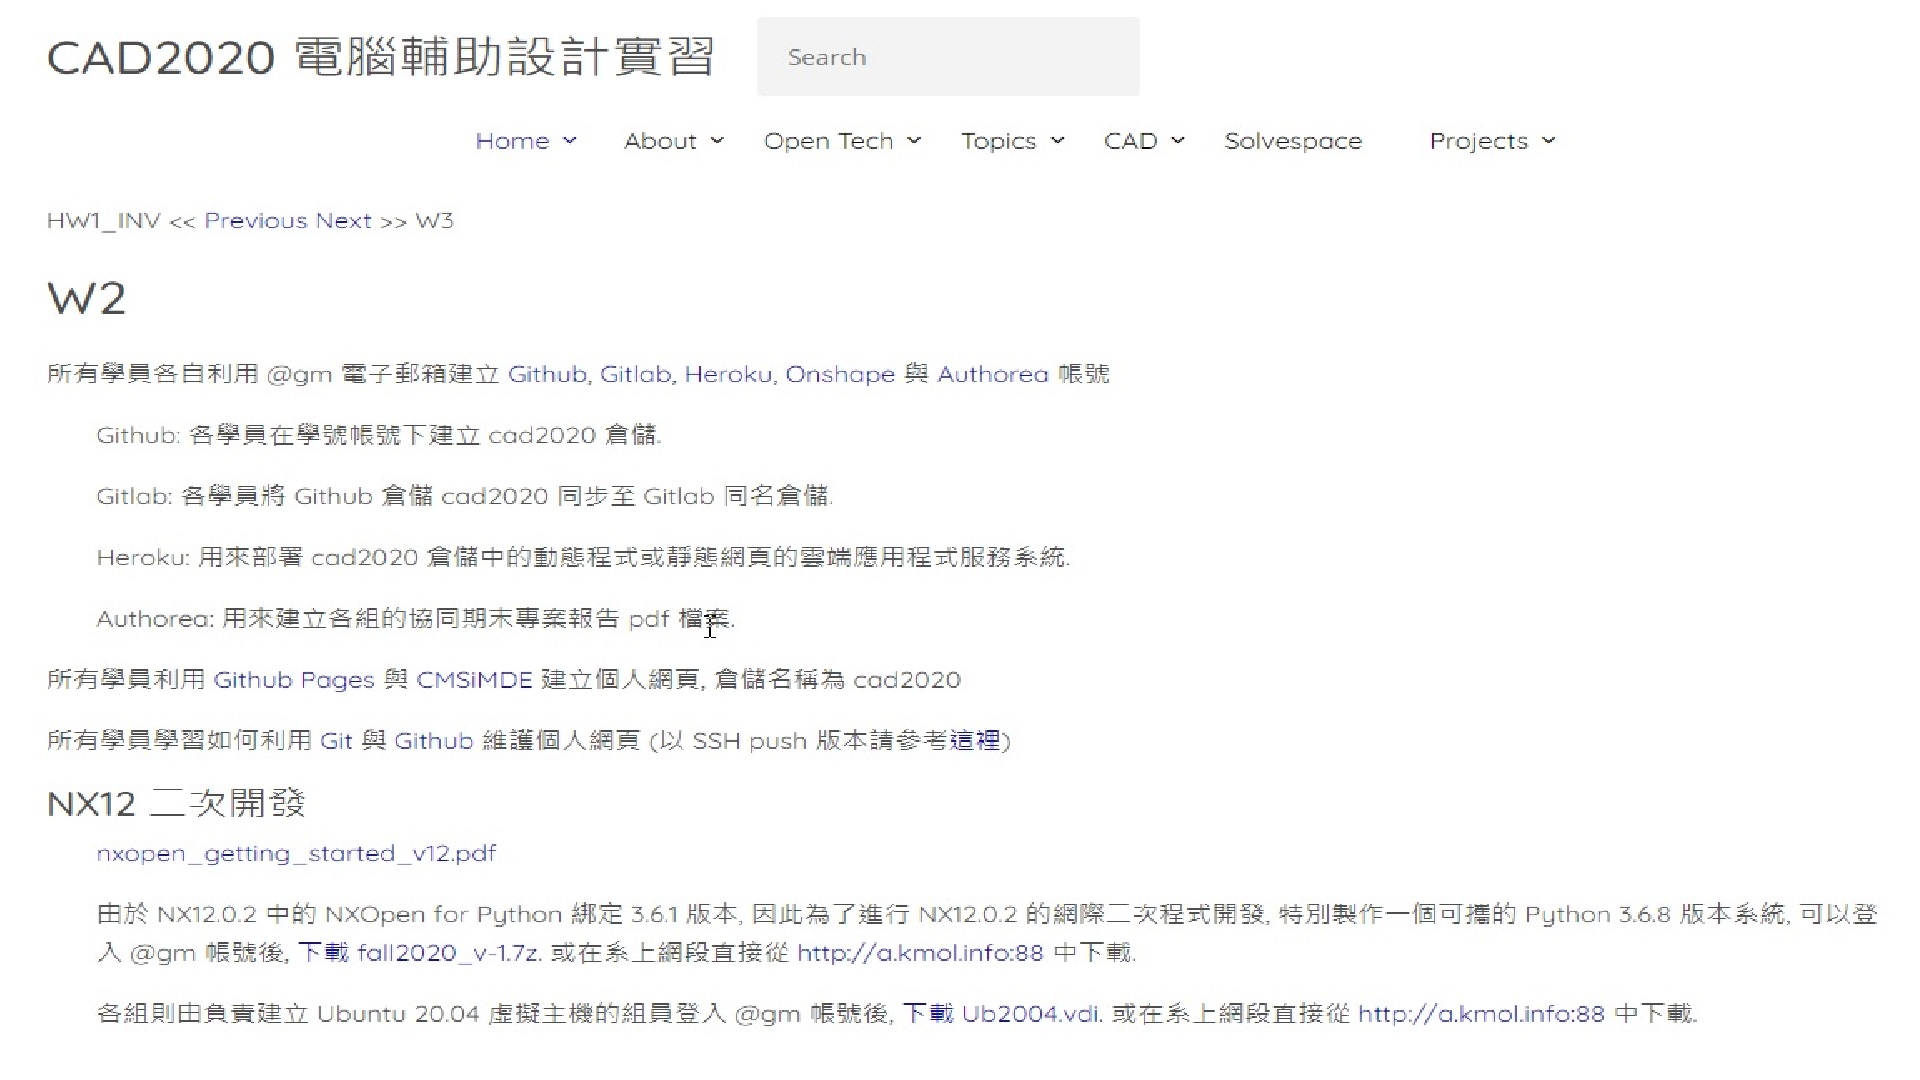 CAD2020 電腦輔助設計實習
Search
Home About Open Tech Topics CAD Solvespace Projects
HW1_INV << Previous Next >> W3
W2
所有學員各自利用 @gm 電子郵箱建立 Github, Gitlab, Heroku, Onshape 與 Authorea 帳號
Github: 各學員在學號帳號下建立 cad2020 倉儲.
Gitlab: 各學員將 Github 倉儲 cad2020 同步至 Gitlab 同名倉儲.
Heroku: 用來部署 cad2020 倉儲中的動態程式或靜態網頁的雲端應用程式服務系統.
Authorea: 用來建立各組的協同期末專案報告 pdf 檔案.
所有學員利用 Github Pages 與 CMSiMDE 建立個人網頁, 倉儲名稱為 cad2020
所有學員學習如何利用 Git 與 Github 維護個人網頁 (以 SSH push 版本請參考這裡)
NX12 二次開發
nxopen_getting_started_v12.pdf
由於 NX12.0.2 中的 NXOpen for Python 綁定 3.6.1 版本, 因此為了進行 NX12.0.2 的網際二次程式開發, 特別製作一個可攜的 Python 3.6.8 版本系統, 可以登
入 @gm 帳號後, 下載 fall2020_v-1.7z. 或在系上網段直接從 http://a.kmol.info:88 中下載.
各組則由負責建立 Ubuntu 20.04 虛擬主機的組員登入 @gm 帳號後, 下載 Ub2004.vdi. 或在系上網段直接從 http://a.kmol.info:88 中下載.